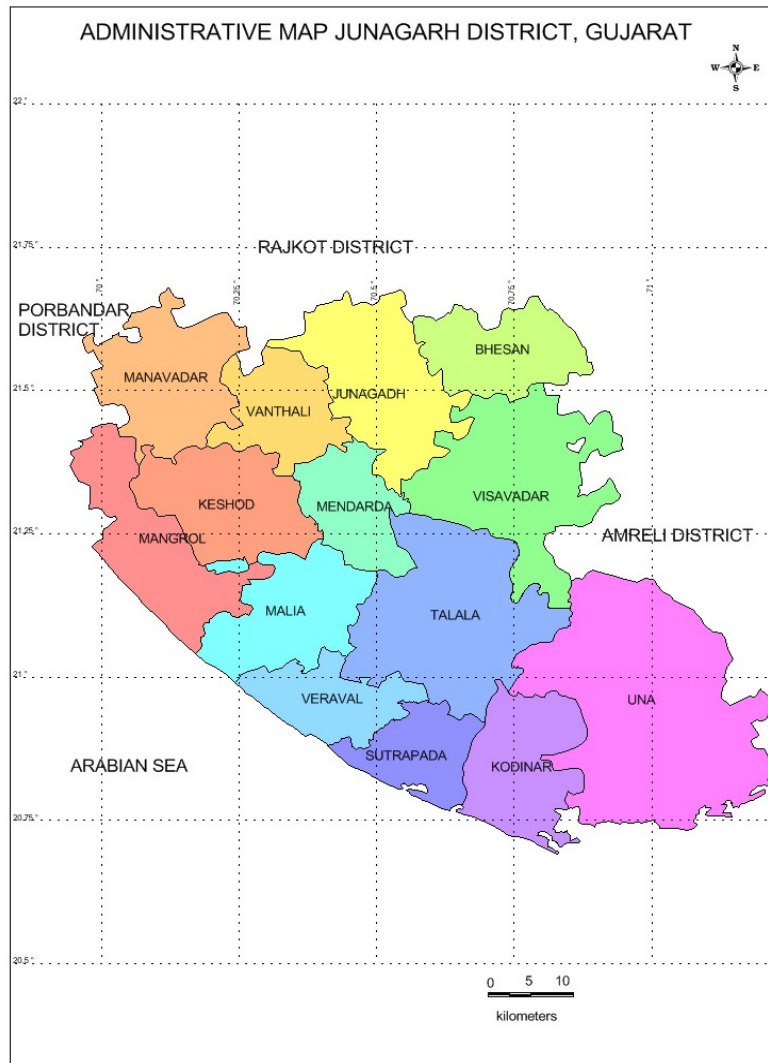 ADMINISTRATIVE MAP JUNAGARH DISTRICT, GUJARAT
N
W E
S
22 °
21.75 °
RAJKOT DISTRICT
70 °
70.25 °
70.5 °
70.75 °
71 °
PORBANDAR
DISTRICT
BHESAN
MANAVADAR
21.5 °
JUNAGADH
VANTHALI
VISAVADAR
KESHOD
MENDARDA
21.25 °
MANGROL
AMRELI DISTRICT
MALIA
TALALA
21 °
VERAVAL
UNA
SUTRAPADA
ARABIAN SEA
KODINAR
20.75 °
20.5 °
0 5 10
kilometers